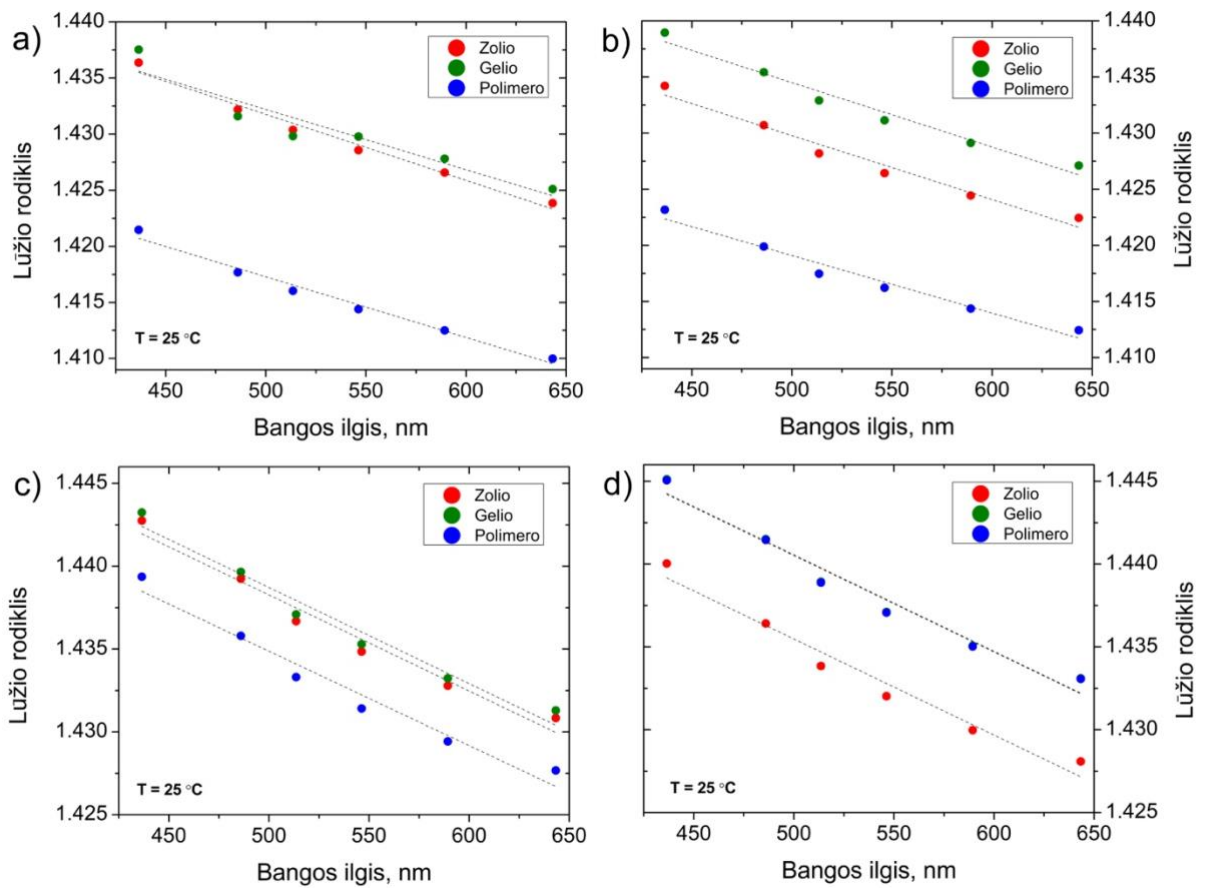 a)
1.440
1.435
1.430
1.425
1.420
1.415
1.410
Lūžio rodiklis
Zolio
Gelio
Polimero
T = 25 °C
450 500 550 600 650
Bangos ilgis, nm
b)
1.440
1.435
1.430
1.425
1.420
1.415
1.410
Lūžio rodiklis
Zolio
Gelio
Polimero
T = 25 °C
450 500 550 600 650
Bangos ilgis, nm
c)
1.445
1.440
1.435
1.430
1.425
Lūžio rodiklis
Zolio
Gelio
Polimero
T = 25 °C
450 500 550 600 650
Bangos ilgis, nm
d)
1.445
1.440
1.435
1.430
1.425
Lūžio rodiklis
Zolio
Gelio
Polimero
T = 25 °C
450 500 550 600 650
Bangos ilgis, nm